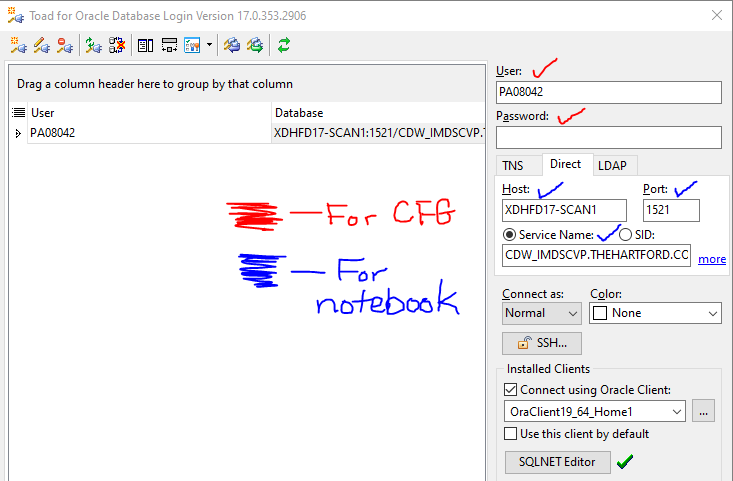 Toad for Oracle Database Login Version 17.0.353.2906
Drag a column header here to group by that column
User Database
PA08042 XDHFD17-SCAN1:1521/CDW_IMDSCVP.T
For CFG
For
notebook
User:
PA08042
Password:
TNS Direct LDAP
Host: Port:
XDHFD17-SCAN1 1521
Service Name: SID:
CDW_IMDSCVP.THEHARTFORD.CC
more
Connect as: Color:
Normal None
SSH...
Installed Clients
Connect using Oracle Client:
OraClient19_64_Home1 ...
Use this client by default
SQLNET Editor